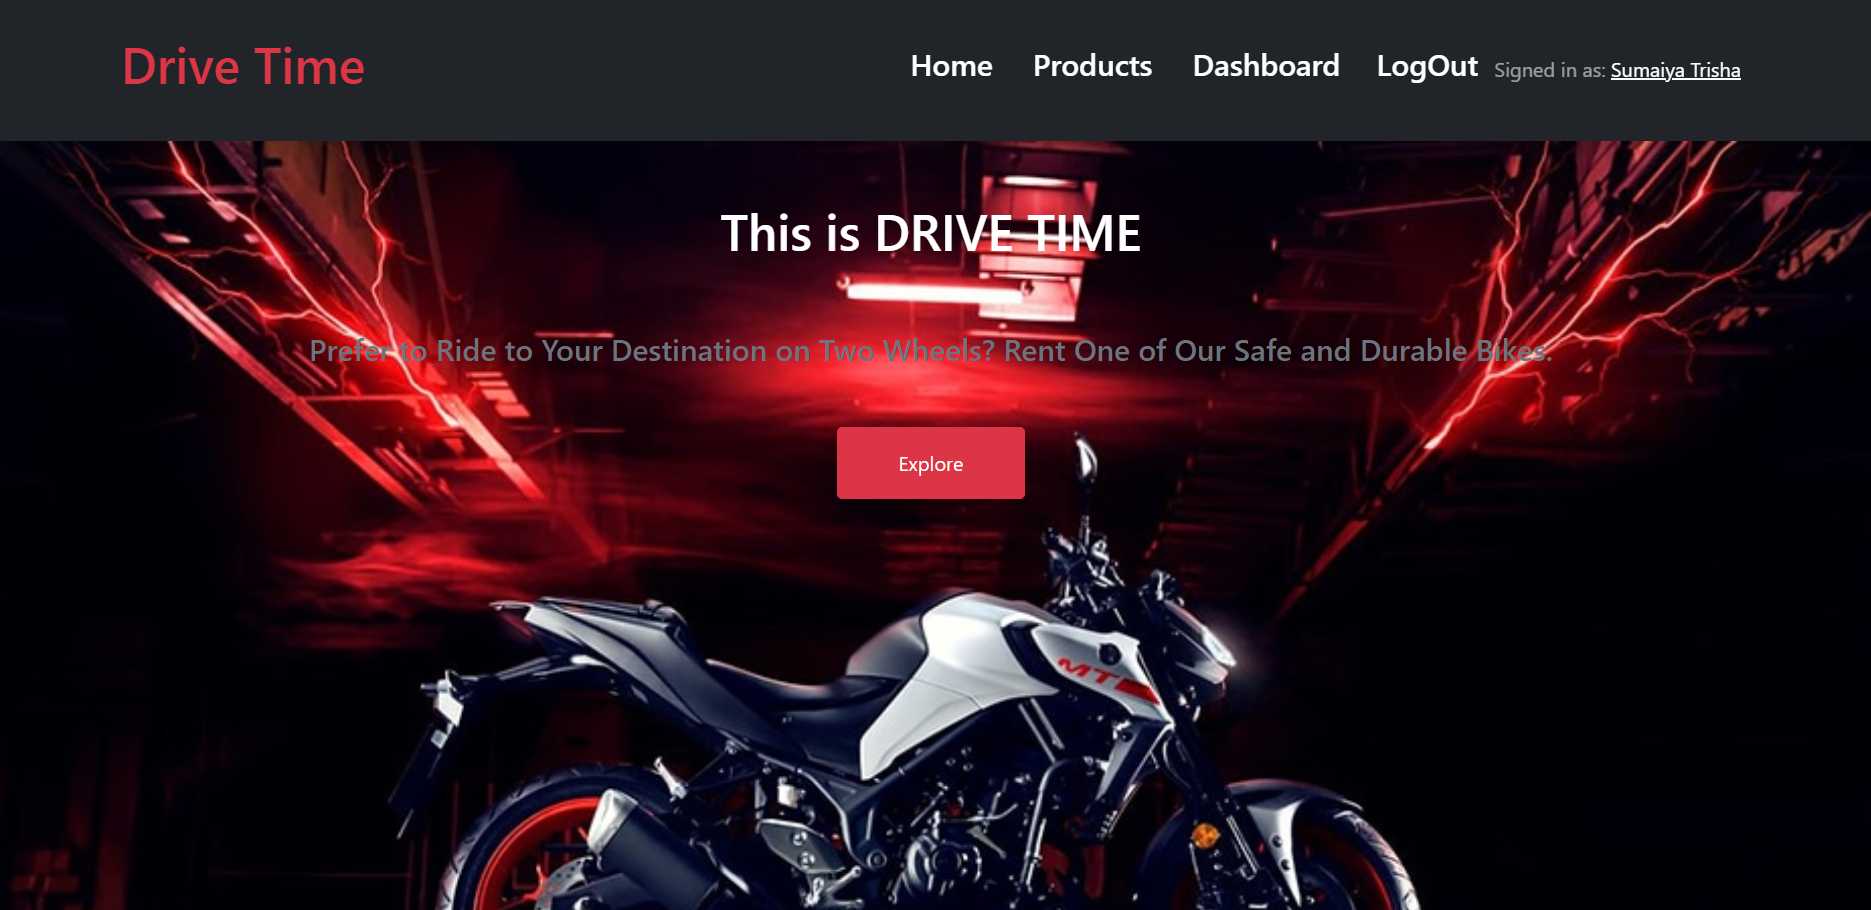 Drive Time
Home Products Dashboard LogOut Signed in as: Sumaiya Trisha
This is DRIVE TIME
Prefer to Ride to Your Destination on Two Wheels? Rent One of Our Safe and Durable Bikes.
Explore
MT